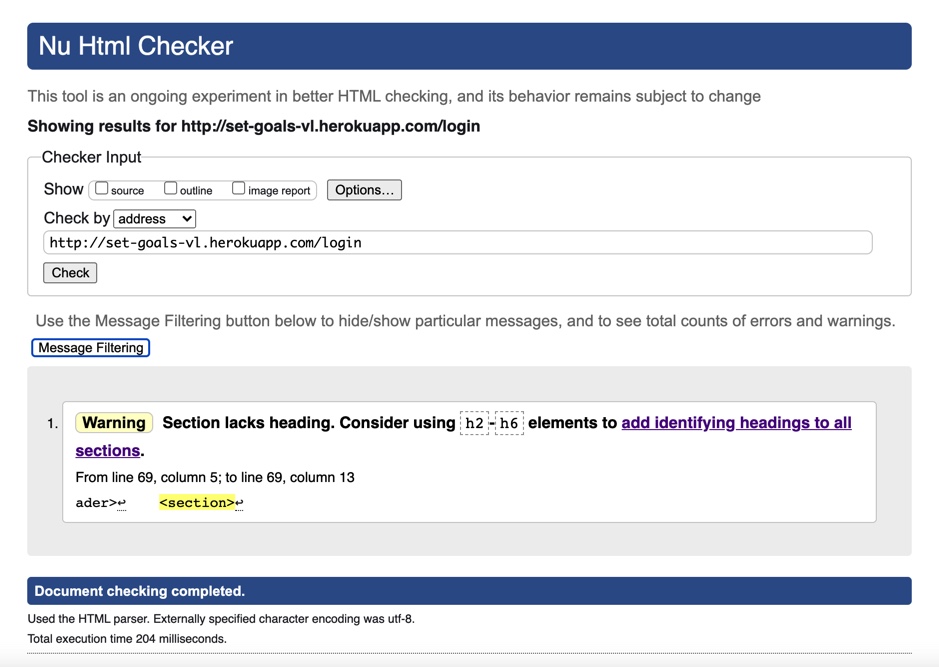 Nu Html Checker
This tool is an ongoing experiment in better HTML checking, and its behavior remains subject to change
Showing results for http://set-goals-vl.herokuapp.com/login
Checker Input
Show source outline image report Options...
Check by address
http://set-goals-vl.herokuapp.com/login
Check
Use the Message Filtering button below to hide/show particular messages, and to see total counts of errors and warnings.
Message Filtering
1. Warning Section lacks heading. Consider using h2-h6 elements to add identifying headings to all
sections.
From line 69, column 5; to line 69, column 13
ader>↩ <section>↩
Document checking completed.
Used the HTML parser. Externally specified character encoding was utf-8.
Total execution time 204 milliseconds.